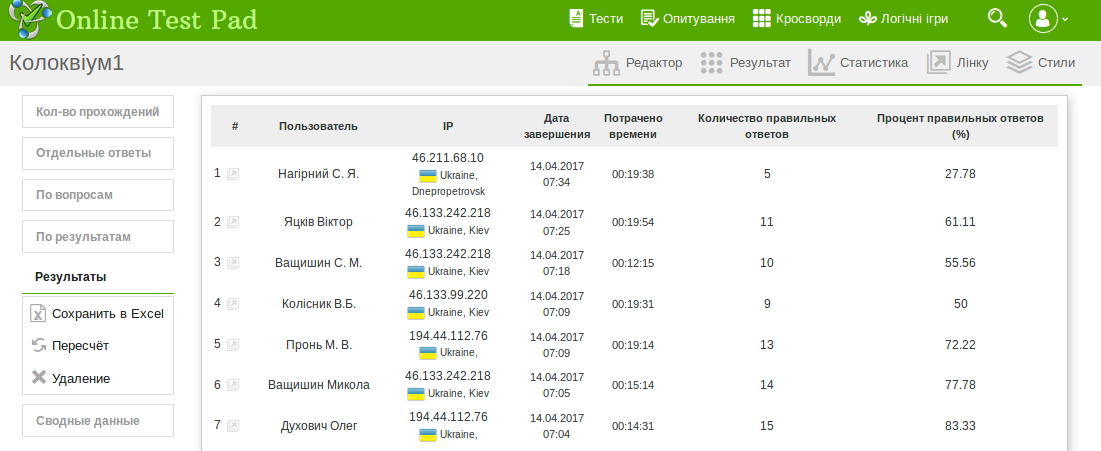 Online Test Pad
Тести Опитування Кросворди Логічні ігри
Колоквіум1
Редактор Результат Статистика Лінку Стили
Кол-во прохождений
Отдельные ответы
По вопросам
По результатам
Результаты
Сохранить в Excel
Пересчёт
Удаление
Сводные данные
# Пользователь IP Дата завершения Потрачено времени Количество правильных ответов Процент правильных ответов (%)
1 Нагірний С. Я. 46.211.68.10 Ukraine, Dnepropetrovsk 14.04.2017 07:34 00:19:38 5 27.78
2 Яцків Віктор 46.133.242.218 Ukraine, Kiev 14.04.2017 07:25 00:19:54 11 61.11
3 Ващишин С. М. 46.133.242.218 Ukraine, Kiev 14.04.2017 07:18 00:12:15 10 55.56
4 Колісник В.Б. 46.133.99.220 Ukraine, Kiev 14.04.2017 07:09 00:19:31 9 50
5 Пронь М. В. 194.44.112.76 Ukraine, 14.04.2017 07:09 00:19:14 13 72.22
6 Ващишин Микола 46.133.242.218 Ukraine, Kiev 14.04.2017 07:05 00:15:14 14 77.78
7 Духович Олег 194.44.112.76 Ukraine, 14.04.2017 07:04 00:14:31 15 83.33